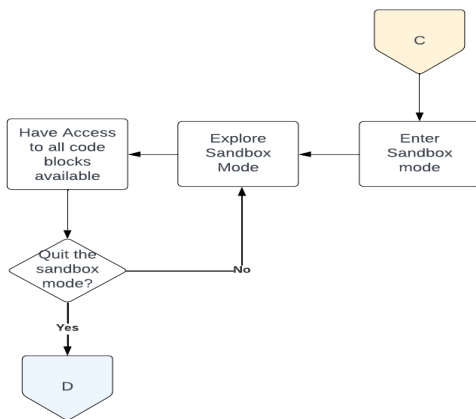 C
Enter
Sandbox
mode
Explore
Sandbox
Mode
Have Access
to all code
blocks
available
Quit the
sandbox
mode?
No
Yes
D